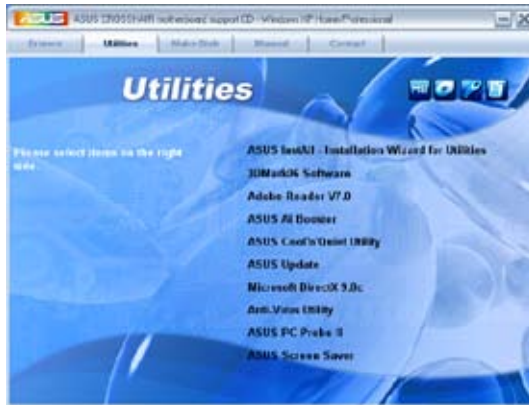 ASUS
ASUS CROSSHAIR motherboard support CD - Windows XP Home/Professional
Drivers
Utilities
Make Disk
Manual
Contact
Utilities
Please select items on the right
side.
ASUS InstAll - Installation Wizard for Utilities
3DMark06 Software
Adobe Reader V7.0
ASUS AI Booster
ASUS Cool'n'Quiet Utility
ASUS Update
Microsoft DirectX 9.0c
Anti-Virus Utility
ASUS PC Probe II
ASUS Screen Saver